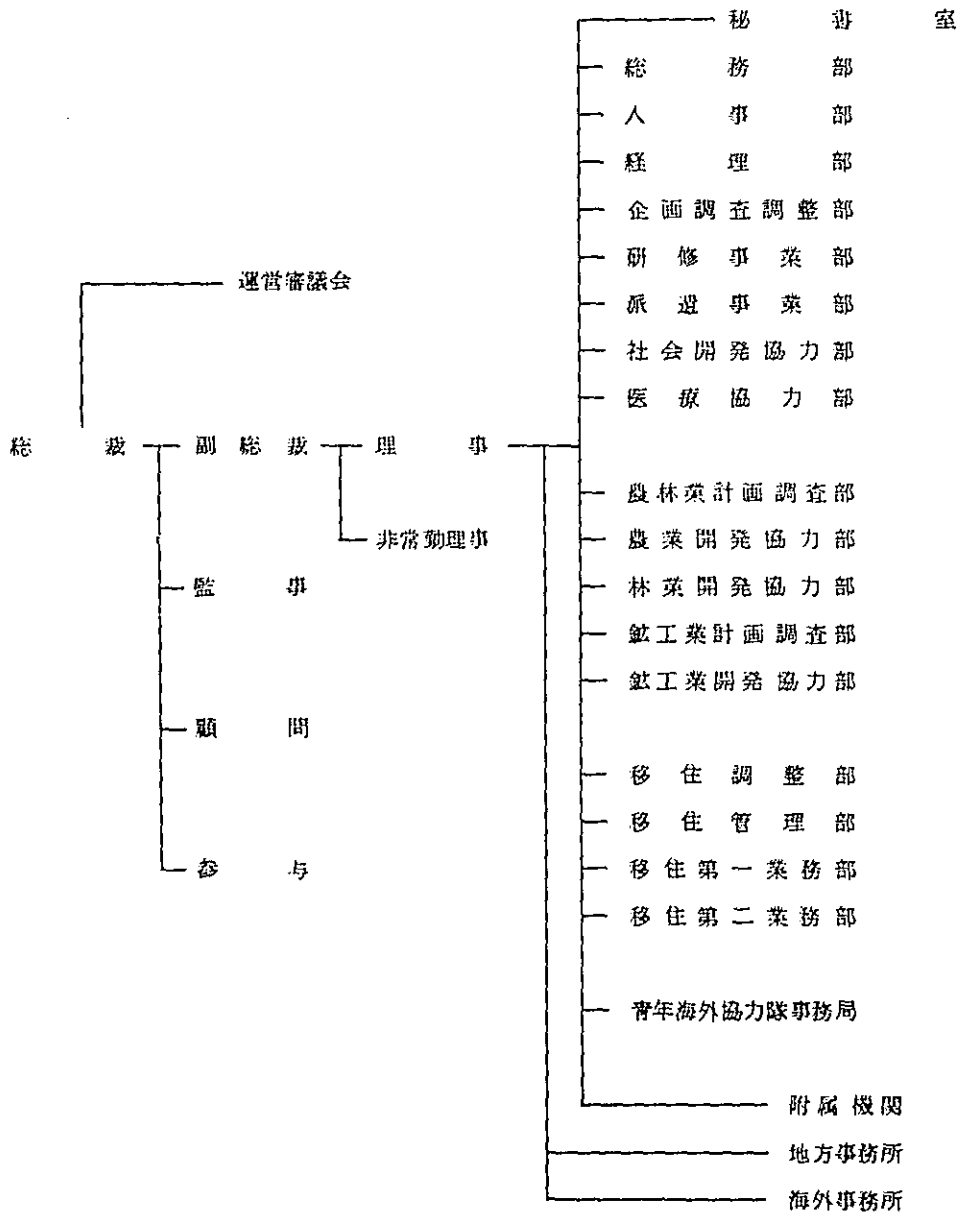 秘書室
総務部
人事部
経理部
企画調査調整部
研修事業部
運営審議会
派遣事業部
社会開発協力部
医療協力部
総裁
副総裁
理事
農林業計画調査部
非常勤理事
農業開発協力部
監事
林業開発協力部
鉱工業計画調査部
鉱工業開発協力部
顧問
移住調整部
移住管理部
参与
移住第一業務部
移住第二業務部
青年海外協力隊事務局
附属機関
地方事務所
海外事務所